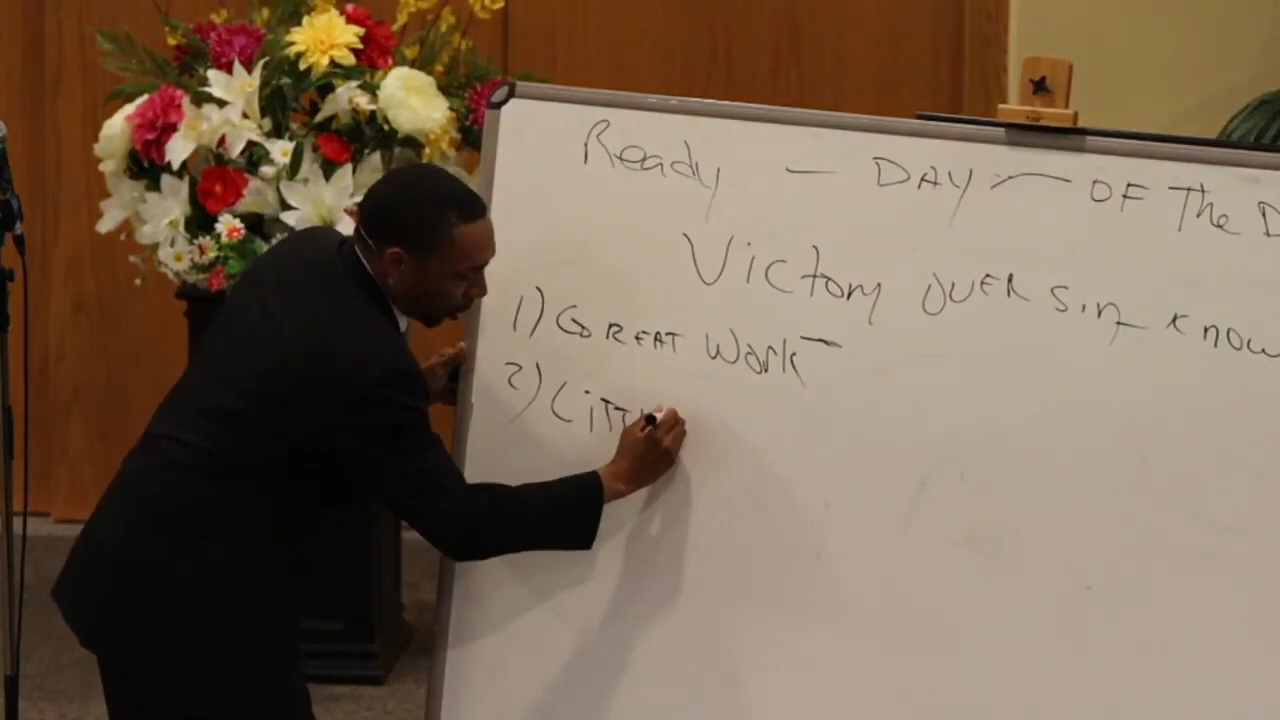 Ready — DAY — OF The D
Victory OVER Sin know
1) GREAT Work —
2)